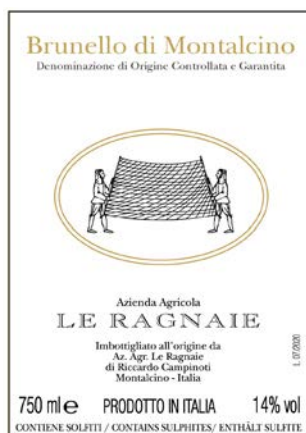 Brunello di Montalcino
Denominazione di Origine Controllata e Garantita
Azienda Agricola
LE RAGNAIE
Imbottigliato all'origine da
Az. Agr. Le Ragnaie
di Riccardo Campinoti
Montalcino - Italia
L. 07/2020
750 ml e PRODOTTO IN ITALIA 14% vol
CONTIENE SOLFITI / CONTAINS SULPHITES / ENTHÄLT SULFITE